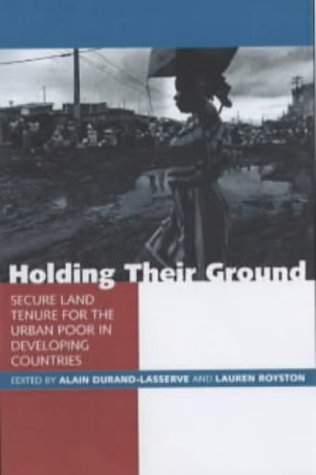 Holding Their Ground
SECURE LAND
TENURE FOR THE
URBAN POOR IN
DEVELOPING
COUNTRIES
EDITED BY ALAIN DURAND-LASSERVE AND LAUREN ROYSTON